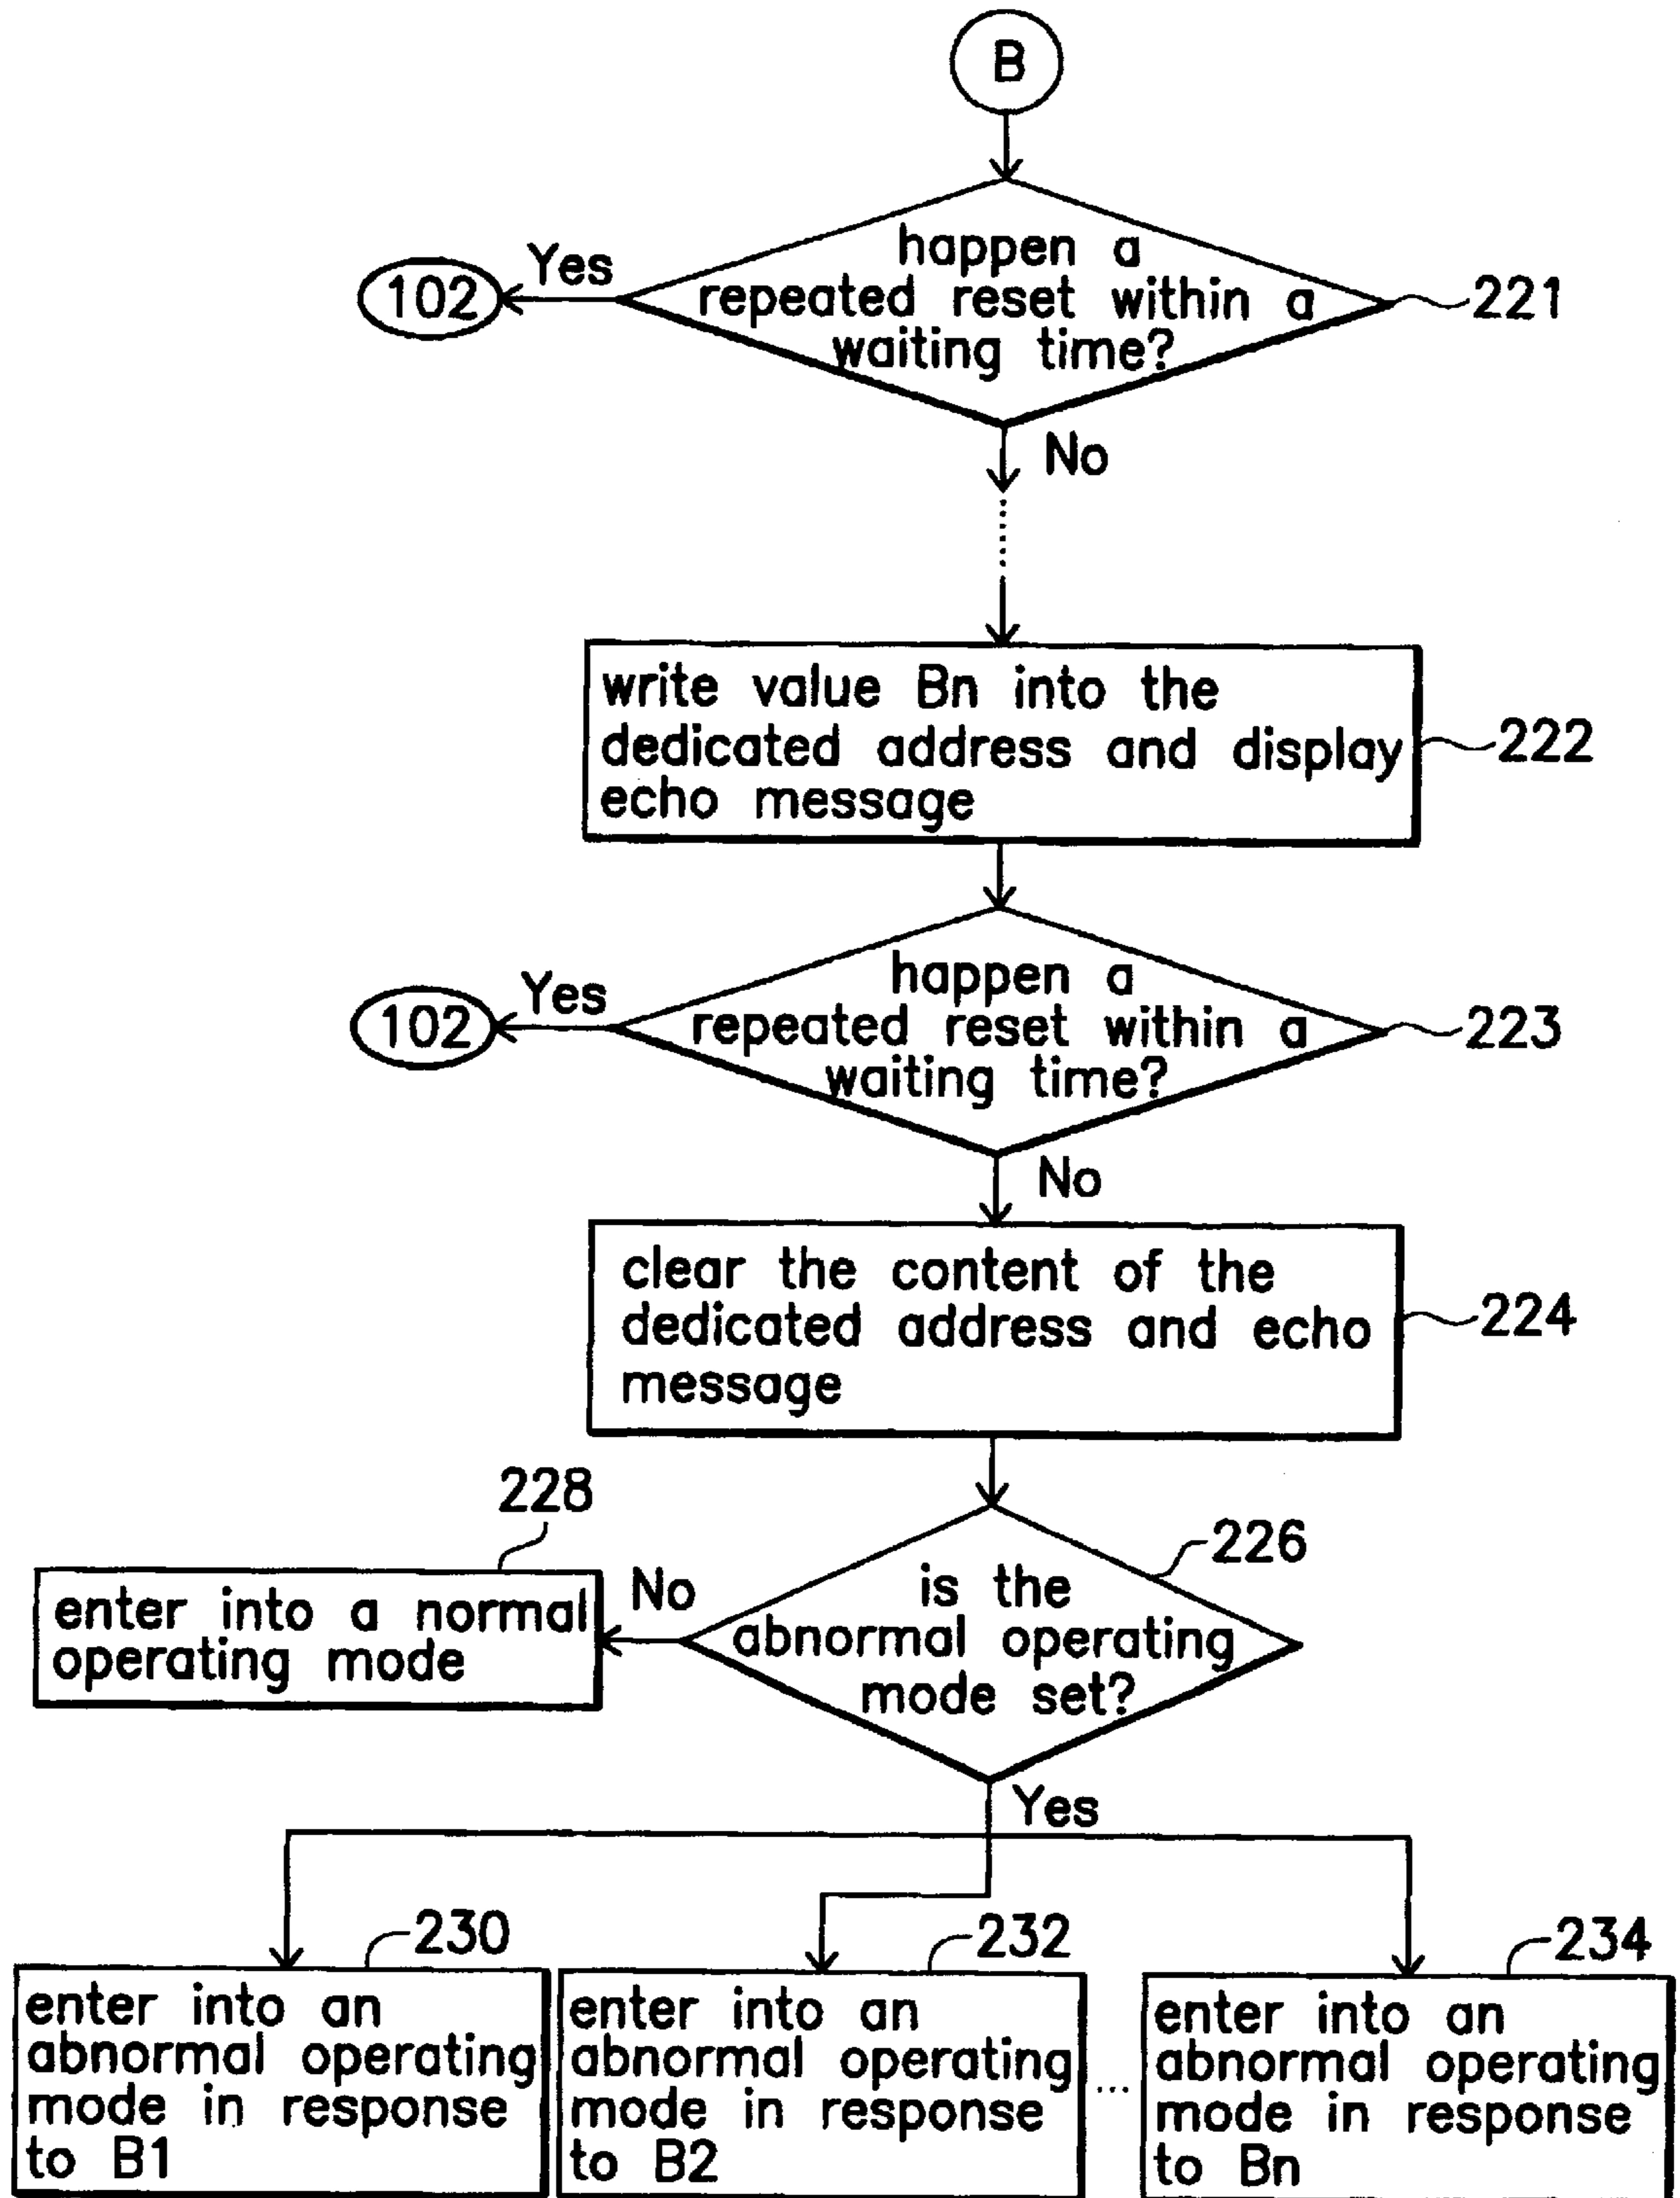 B
happen a
repeated reset within a
waiting time?
221
Yes
102
No
write value Bn into the
dedicated address and display
echo message
222
happen a
repeated reset within a
waiting time?
223
Yes
102
No
clear the content of the
dedicated address and echo
message
224
is the
abnormal operating
mode set?
226
No
228
enter into a normal
operating mode
Yes
230
enter into an
abnormal operating
mode in response
to B1
232
enter into an
abnormal operating
mode in response
to B2
...
234
enter into an
abnormal operating
mode in response
to Bn